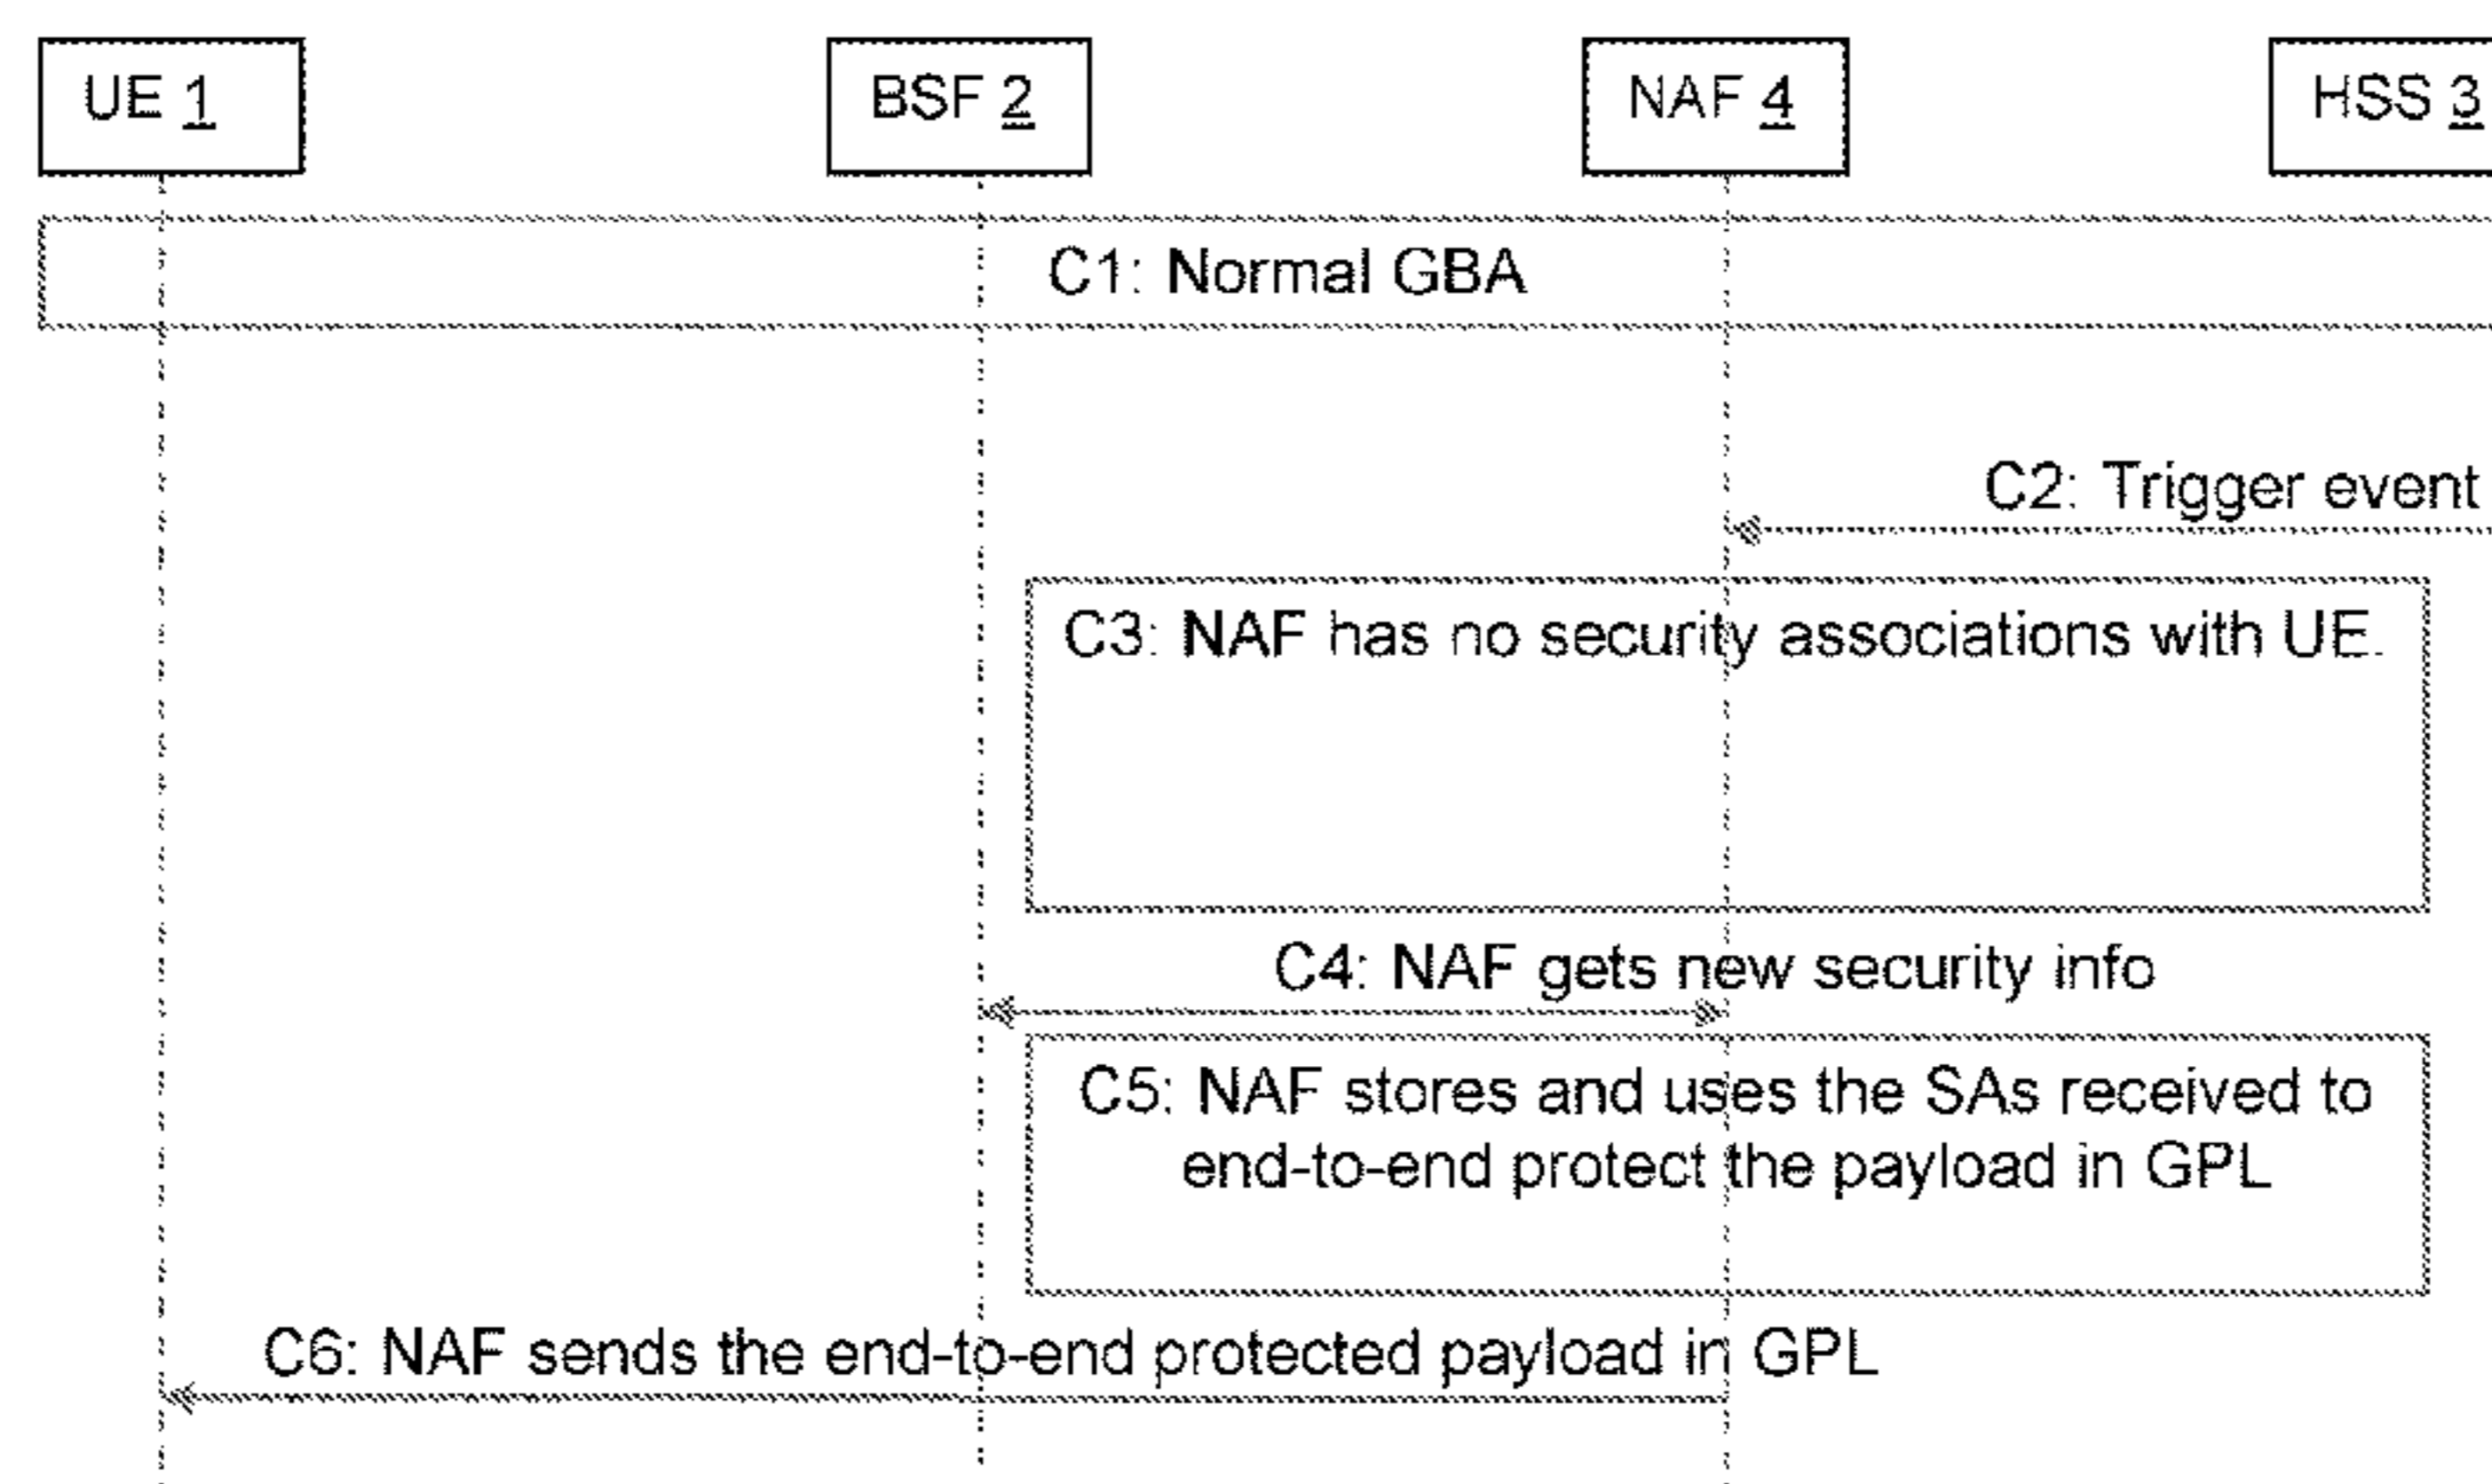 UE 1
BSF 2
NAF 4
HSS 3
C1: Normal GBA
C2: Trigger event
C3: NAF has no security associations with UE.
C4: NAF gets new security info
C5: NAF stores and uses the SAs received to
end-to-end protect the payload in GPL
C6: NAF sends the end-to-end protected payload in GPL